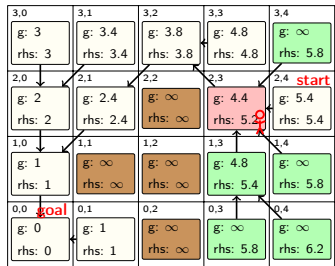 3,0 3,1 3,2 3,3 3,4
g: 3 g: 3.4 g: 3.8 g: 4.8 g: ∞
rhs: 3 rhs: 3.4 rhs: 3.8 rhs: 4.8 rhs: 5.8
2,0 2,1 2,2 2,3 2,4 start
g: 2 g: 2.4 g: ∞ g: 4.4 g: 5.4
rhs: 2 rhs: 2.4 rhs: ∞ rhs: 5.2 rhs: 5.4
1,0 1,1 1,2 1,3 1,4
g: 1 g: ∞ g: ∞ g: 4.8 g: ∞
rhs: 1 rhs: ∞ rhs: ∞ rhs: 5.4 rhs: 5.8
0,0 goal 0,1 0,2 0,3 0,4
g: 0 g: 1 g: ∞ g: ∞ g: ∞
rhs: 0 rhs: 1 rhs: ∞ rhs: 5.8 rhs: 6.2